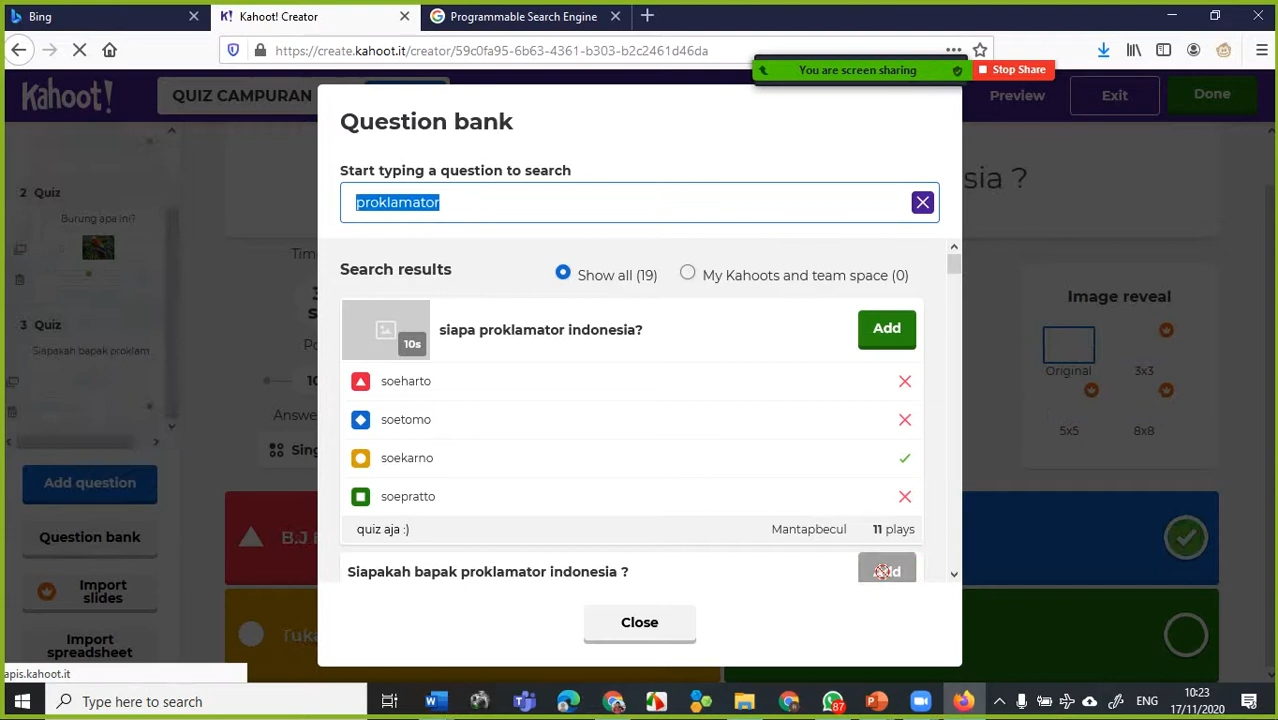 Bing
K! Kahoot! Creator
Programmable Search Engine
https://create.kahoot.it/creator/59c0fa95-6b63-4361-b303-b2c2461d46da
You are screen sharing
Stop Share
Kahoot!
QUIZ CAMPURAN
Preview
Exit
Done
Question bank
Start typing a question to search
proklamator
Search results
Show all (19)
My Kahoots and team space (0)
10s
siapa proklamator indonesia?
Add
soeharto
soetomo
soekarno
soepratto
quiz aja :)
Mantapbecul
11 plays
Siapakah bapak proklamator indonesia ?
Close
2 Quiz
Burung apa ini?
3 Quiz
Siapakah bapak proklam
Add question
Question bank
Import
slides
Import
spreadsheet
sia ?
Image reveal
Original
3x3
5x5
8x8
Answe
Sing
B.J
apis.kahoot.it
Type here to search
87
ENG
10:23
17/11/2020